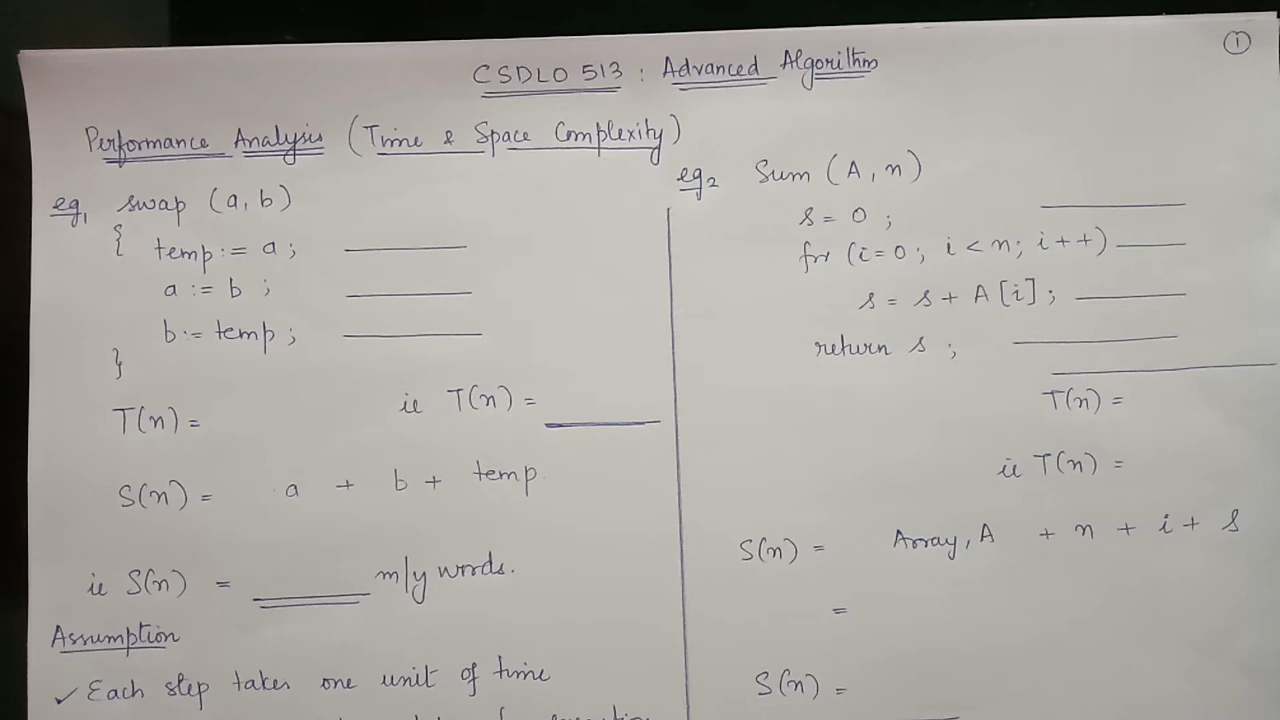 1
CSDLO 513 : Advanced Algorithm
Performance Analysis (Time & Space Complexity)
eg1 swap (a, b)
{ temp := a ;
a := b ;
b := temp ;
}
T(n) = ie T(n) =
S(n) = a + b + temp
ie S(n) = m/y words.
Assumption
✓ Each step takes one unit of time
eg2 Sum (A, n)
s = 0 ;
for (i=0 ; i < n; i++)
s = s + A[i] ;
return s ;
T(n) =
ie T(n) =
S(n) = Array, A + n + i + s
=
S(n) =